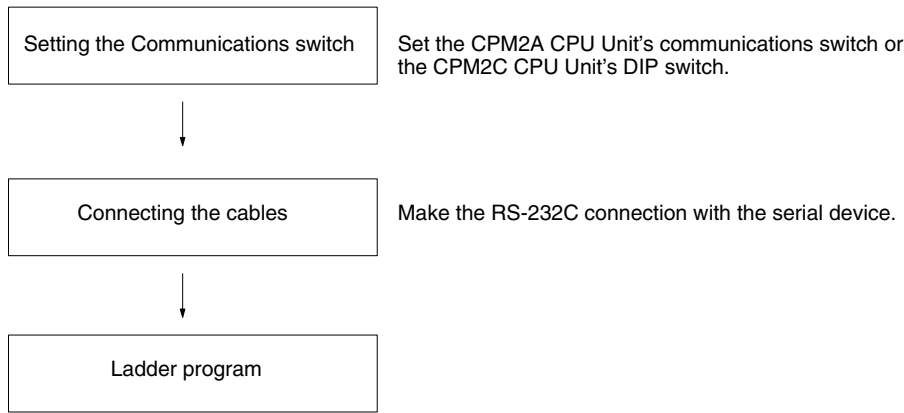 Setting the Communications switch
Set the CPM2A CPU Unit’s communications switch or
the CPM2C CPU Unit’s DIP switch.
Connecting the cables
Make the RS-232C connection with the serial device.
Ladder program